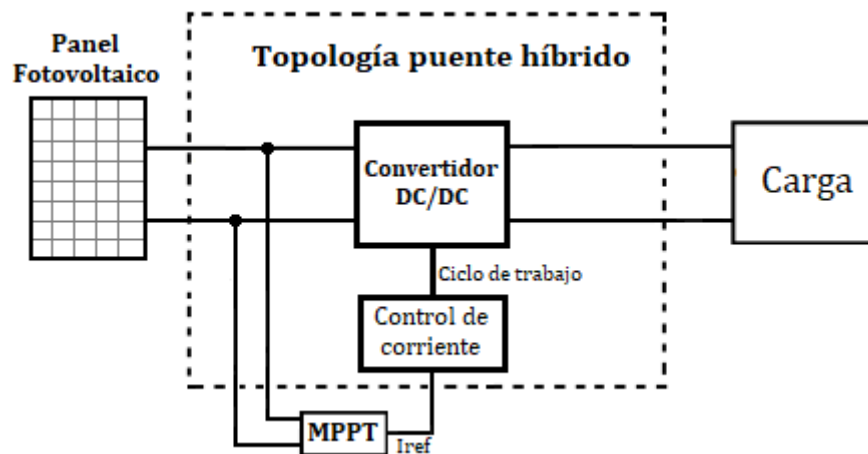 Panel
Fotovoltaico
Topología puente híbrido
Convertidor
DC/DC
Carga
Ciclo de trabajo
Control de
corriente
MPPT
Iref